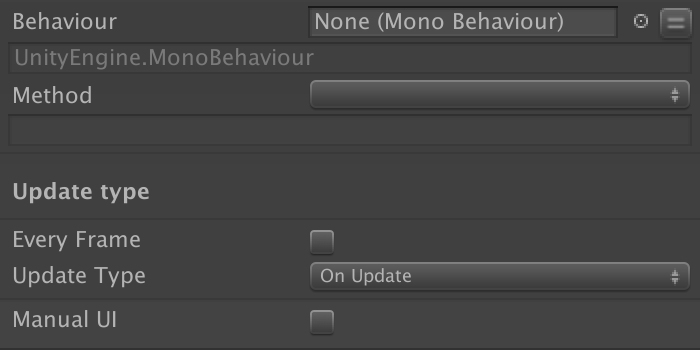 Behaviour None (Mono Behaviour)
UnityEngine.MonoBehaviour
Method
Update type
Every Frame
Update Type On Update
Manual UI